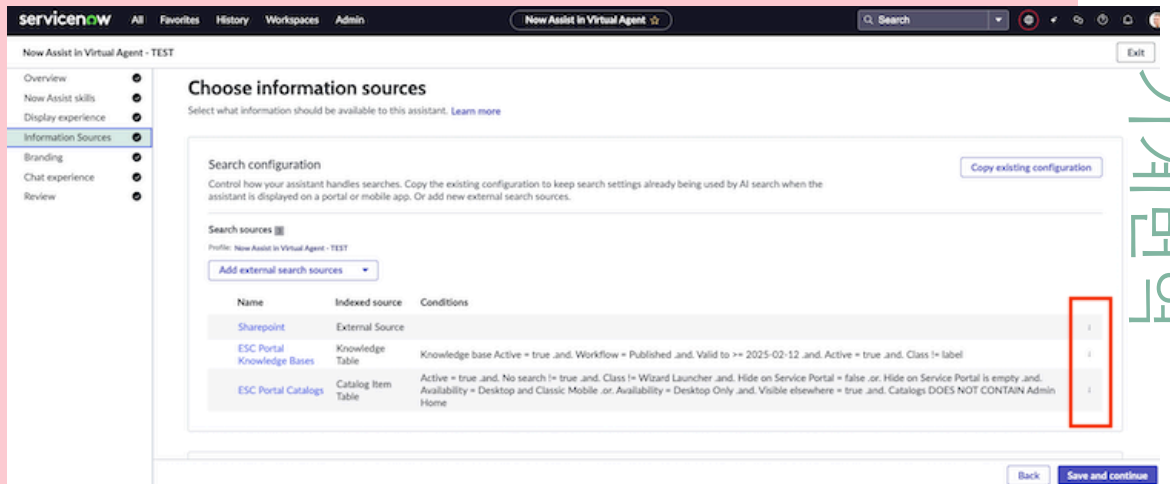 servicenow All Favorites History Workspaces Admin Now Assist in Virtual Agent Search
Now Assist in Virtual Agent - TEST Exit
Overview
Now Assist skills
Display experience
Information Sources
Branding
Chat experience
Review
Choose information sources
Select what information should be available to this assistant. Learn more
Search configuration
Copy existing configuration
Control how your assistant handles searches. Copy the existing configuration to keep search settings already being used by AI search when the
assistant is displayed on a portal or mobile app. Or add new external search sources.
Search sources
Profile: Now Assist in Virtual Agent - TEST
Add external search sources
Name Indexed source Conditions
Sharepoint External Source
ESC Portal Knowledge Bases Knowledge Table Knowledge base Active = true .and. Workflow = Published .and. Valid to >= 2025-02-12 .and. Active = true .and. Class != label
ESC Portal Catalogs Catalog Item Table Active = true .and. No search != true .and. Class != Wizard Launcher .and. Hide on Service Portal = false .or. Hide on Service Portal is empty .and.
Availability = Desktop and Classic Mobile .or. Availability = Desktop Only .and. Visible elsewhere = true .and. Catalogs DOES NOT CONTAIN Admin
Home
Back Save and continue